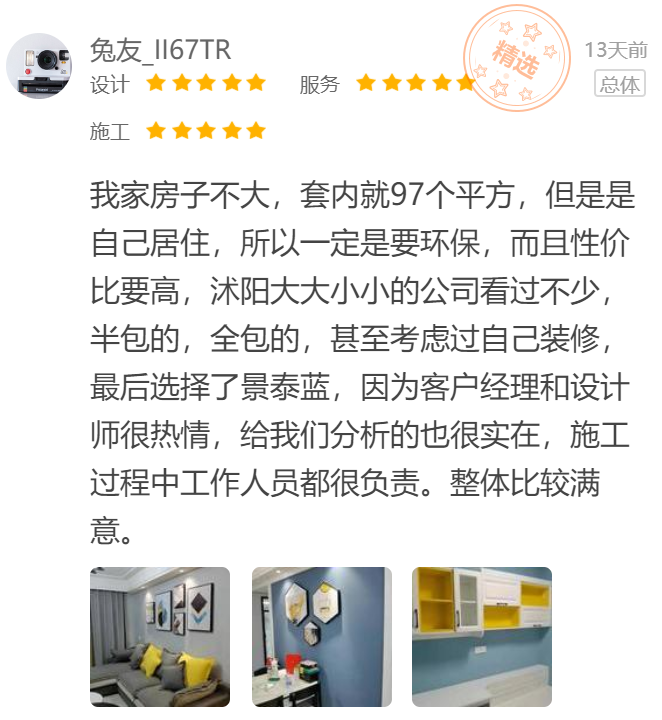 兔友_II67TR
精选
13天前
设计
服务
总体
施工
我家房子不大，套内就97个平方，但是是
自己居住，所以一定是要环保，而且性价
比要高，沭阳大大小小的公司看过不少，
半包的，全包的，甚至考虑过自己装修，
最后选择了景泰蓝，因为客户经理和设计
师很热情，给我们分析的也很实在，施工
过程中工作人员都很负责。整体比较满
意。